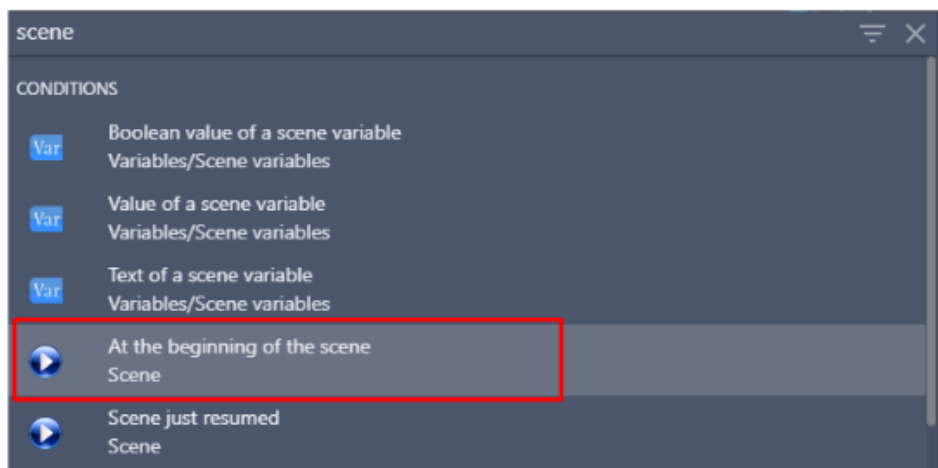 scene
CONDITIONS
Var
Boolean value of a scene variable
Variables/Scene variables
Var
Value of a scene variable
Variables/Scene variables
Var
Text of a scene variable
Variables/Scene variables
At the beginning of the scene
Scene
Scene just resumed
Scene